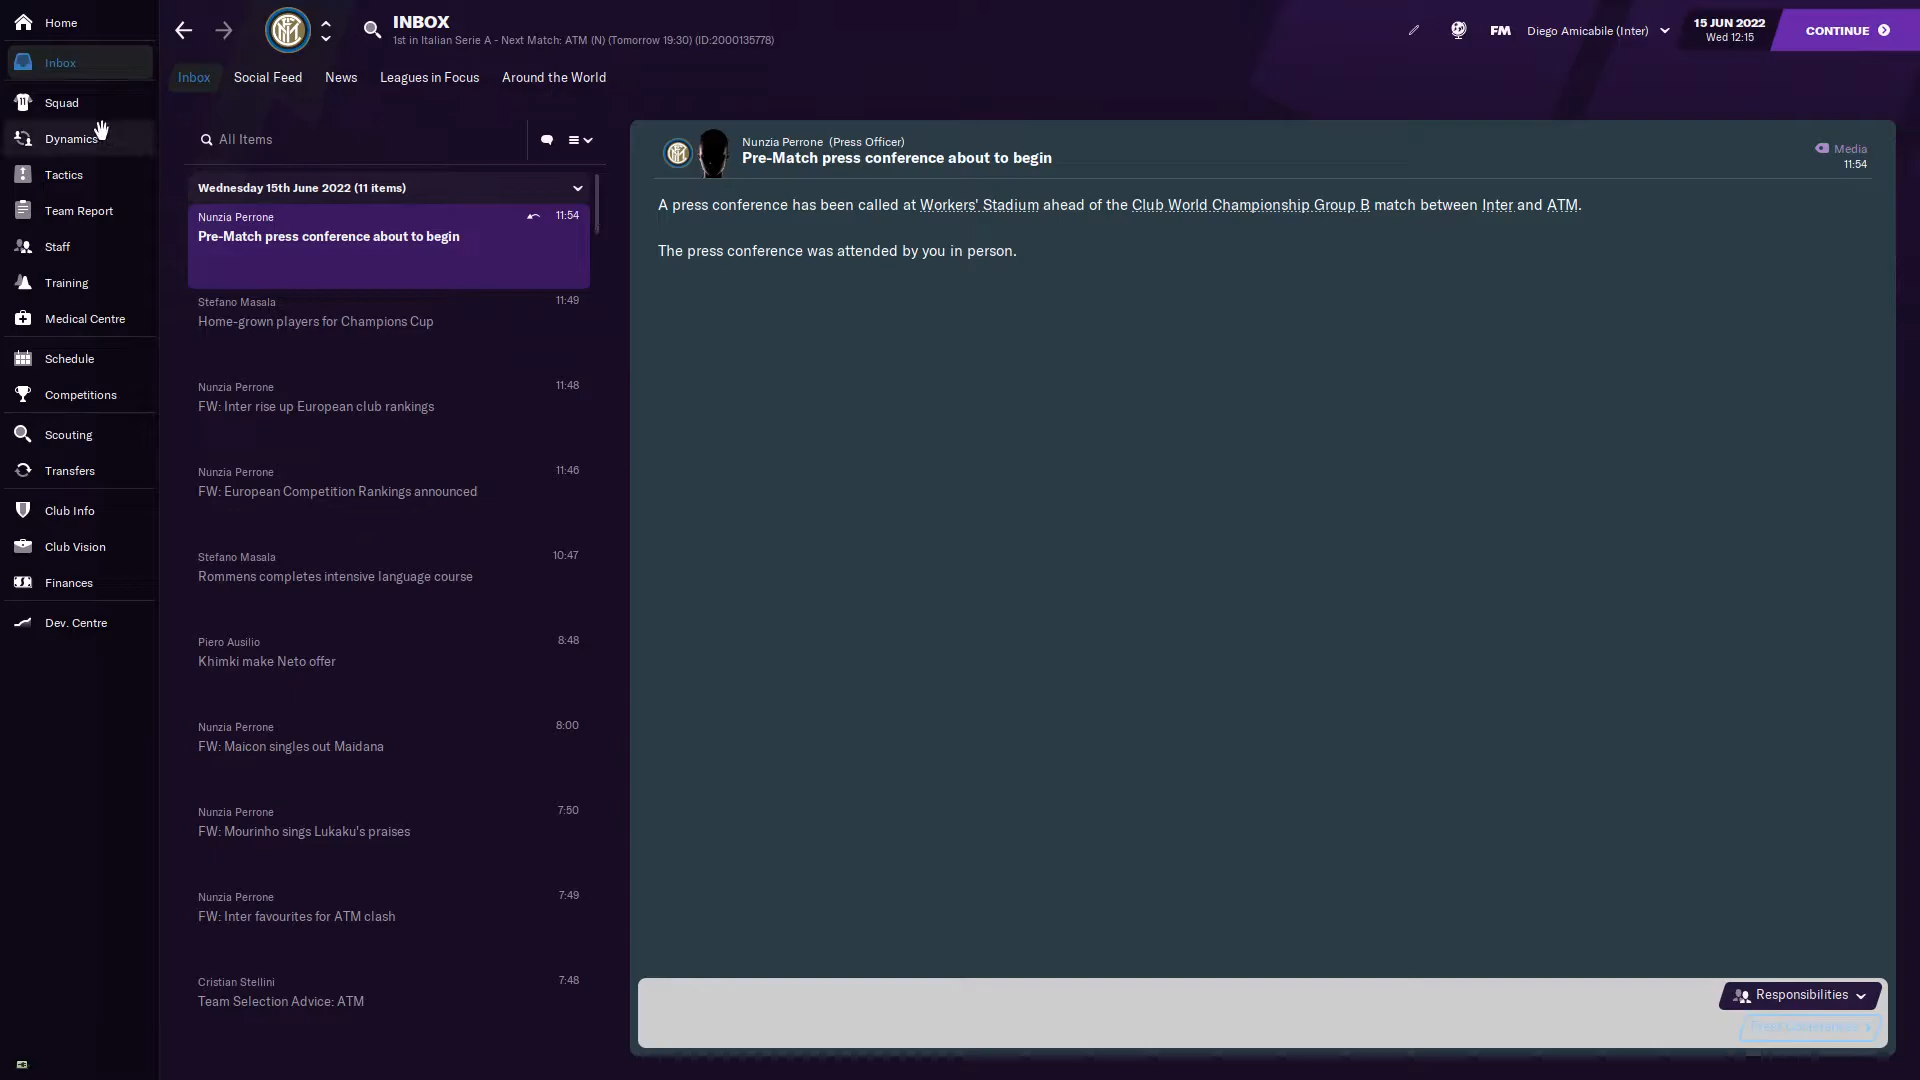 Home
Inbox
Squad
Dynamics
Tactics
Team Report
Staff
Training
Medical Centre
Schedule
Competitions
Scouting
Transfers
Club Info
Club Vision
Finances
Dev. Centre
INBOX
1st in Italian Serie A - Next Match: ATM (N) (Tomorrow 19:30) (ID:2000135778)
FM
Diego Amicabile (Inter)
15 JUN 2022
Wed 12:15
CONTINUE
Inbox
Social Feed
News
Leagues in Focus
Around the World
All Items
Wednesday 15th June 2022 (11 items)
Nunzia Perrone
11:54
Pre-Match press conference about to begin
Stefano Masala
11:49
Home-grown players for Champions Cup
Nunzia Perrone
11:48
FW: Inter rise up European club rankings
Nunzia Perrone
11:46
FW: European Competition Rankings announced
Stefano Masala
10:47
Rommens completes intensive language course
Piero Ausilio
8:48
Khimki make Neto offer
Nunzia Perrone
8:00
FW: Maicon singles out Maidana
Nunzia Perrone
7:50
FW: Mourinho sings Lukaku's praises
Nunzia Perrone
7:49
FW: Inter favourites for ATM clash
Cristian Stellini
7:48
Team Selection Advice: ATM
Nunzia Perrone (Press Officer)
Pre-Match press conference about to begin
Media
11:54
A press conference has been called at Workers' Stadium ahead of the Club World Championship Group B match between Inter and ATM.
The press conference was attended by you in person.
Responsibilities
Press Conference